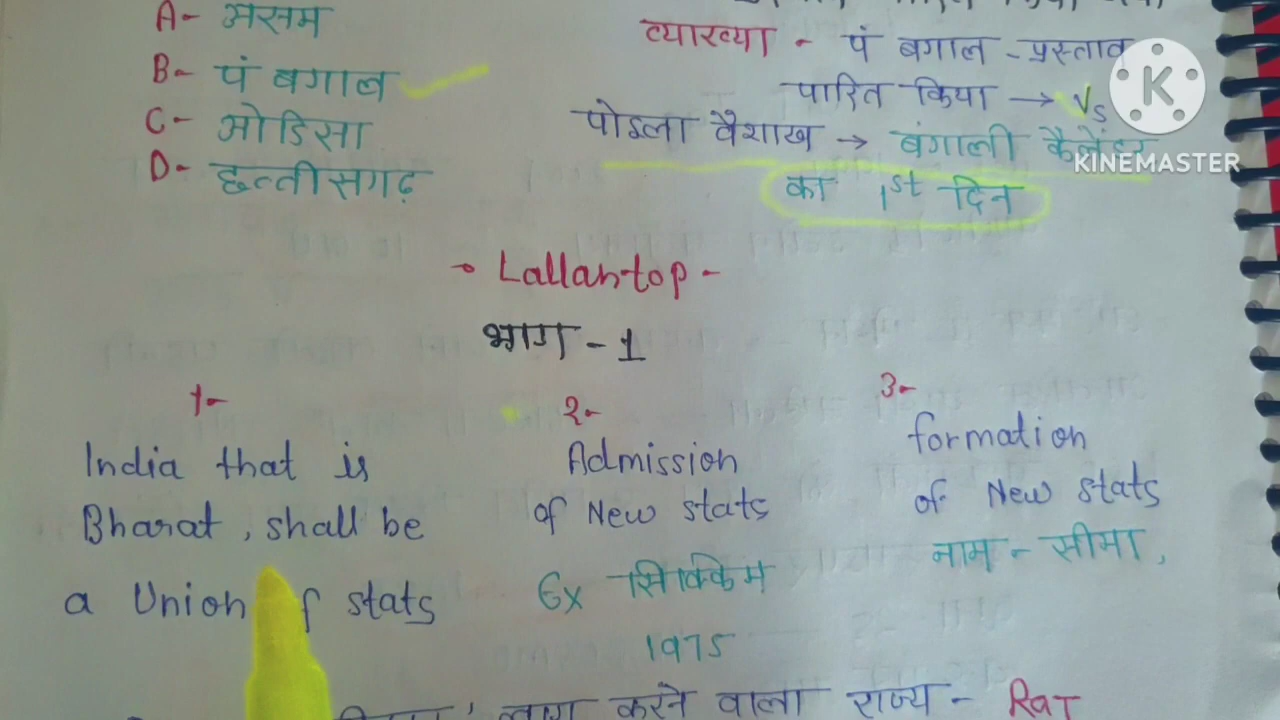 A- असम
B- पं बगाल
C- ओडिसा
D- छत्तीसगढ़
व्याख्या - पं बगाल - प्रस्ताव
पारित किया → Vs
पोइला वैशाख → बंगाली कैलेंडर
का 1st दिन
K
KINEMASTER
- Lallantop -
भाग - 1
1-
India that is
Bharat, shall be
a Union of stats
2-
Admission
of New stats
Ex सिक्किम
1975
3-
formation
of New stats
नाम - सीमा,
लागू करने वाला राज्य - Raj